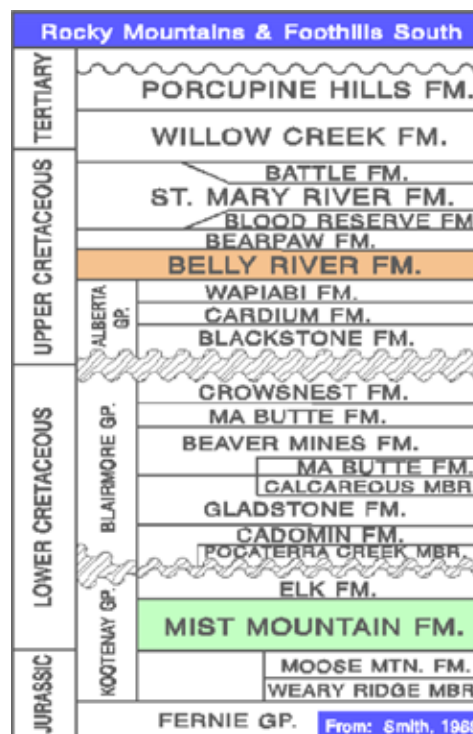 Rocky Mountains & Foothills South
TERTIARY
PORCUPINE HILLS FM.
WILLOW CREEK FM.
UPPER CRETACEOUS
BATTLE FM.
ST. MARY RIVER FM.
BLOOD RESERVE FM
BEARPAW FM.
BELLY RIVER FM.
ALBERTA
GP.
WAPIABI FM.
CARDIUM FM.
BLACKSTONE FM.
LOWER CRETACEOUS
BLAIRMORE GP.
CROWSNEST FM.
MA BUTTE FM.
BEAVER MINES FM.
MA BUTTE FM.
CALCAREOUS MBR.
GLADSTONE FM.
CADOMIN FM.
POCATERRA CREEK MBR.
KOOTENAY GP.
ELK FM.
MIST MOUNTAIN FM.
JURASSIC
MOOSE MTN. FM.
WEARY RIDGE MBR
FERNIE GP.
From: Smith, 1989